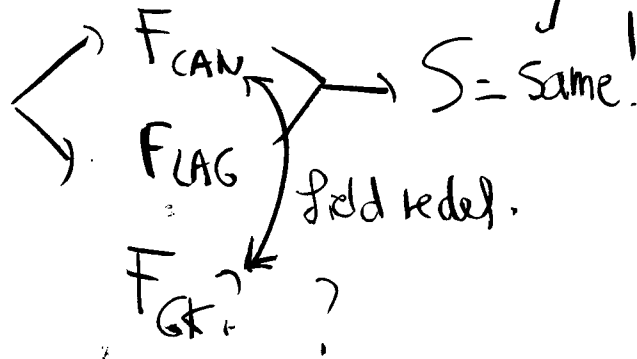 F_CAN
S = Same!
F_LAG
field redef.
F_GK ? ?